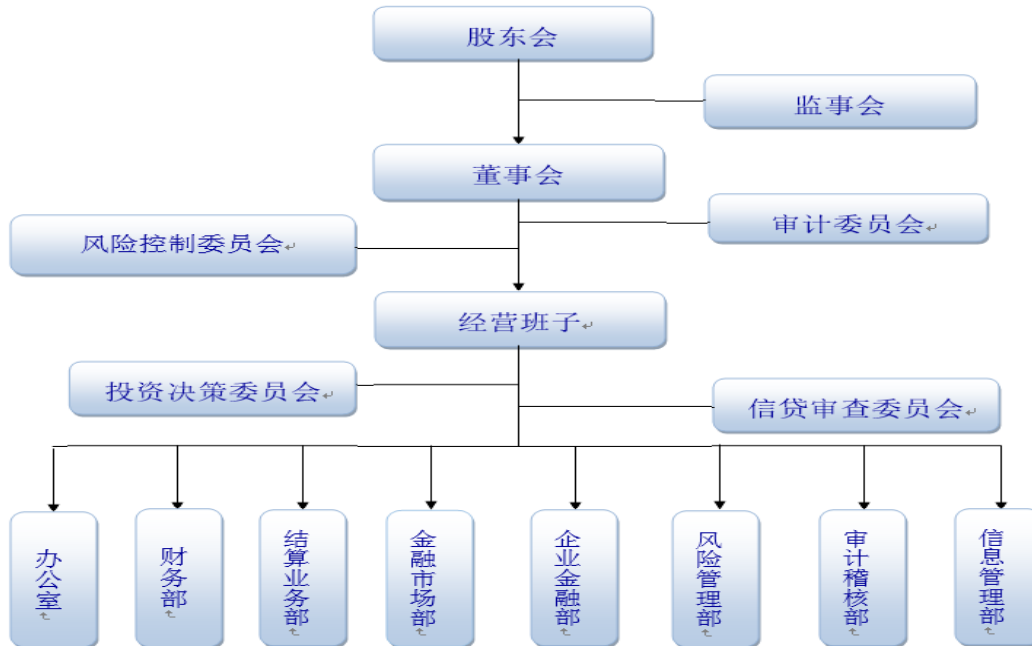 股东会
监事会
董事会
审计委员会
风险控制委员会
经营班子
投资决策委员会
信贷审查委员会
办公室
财务部
结算业务部
金融市场部
企业金融部
风险管理部
审计稽核部
信息管理部